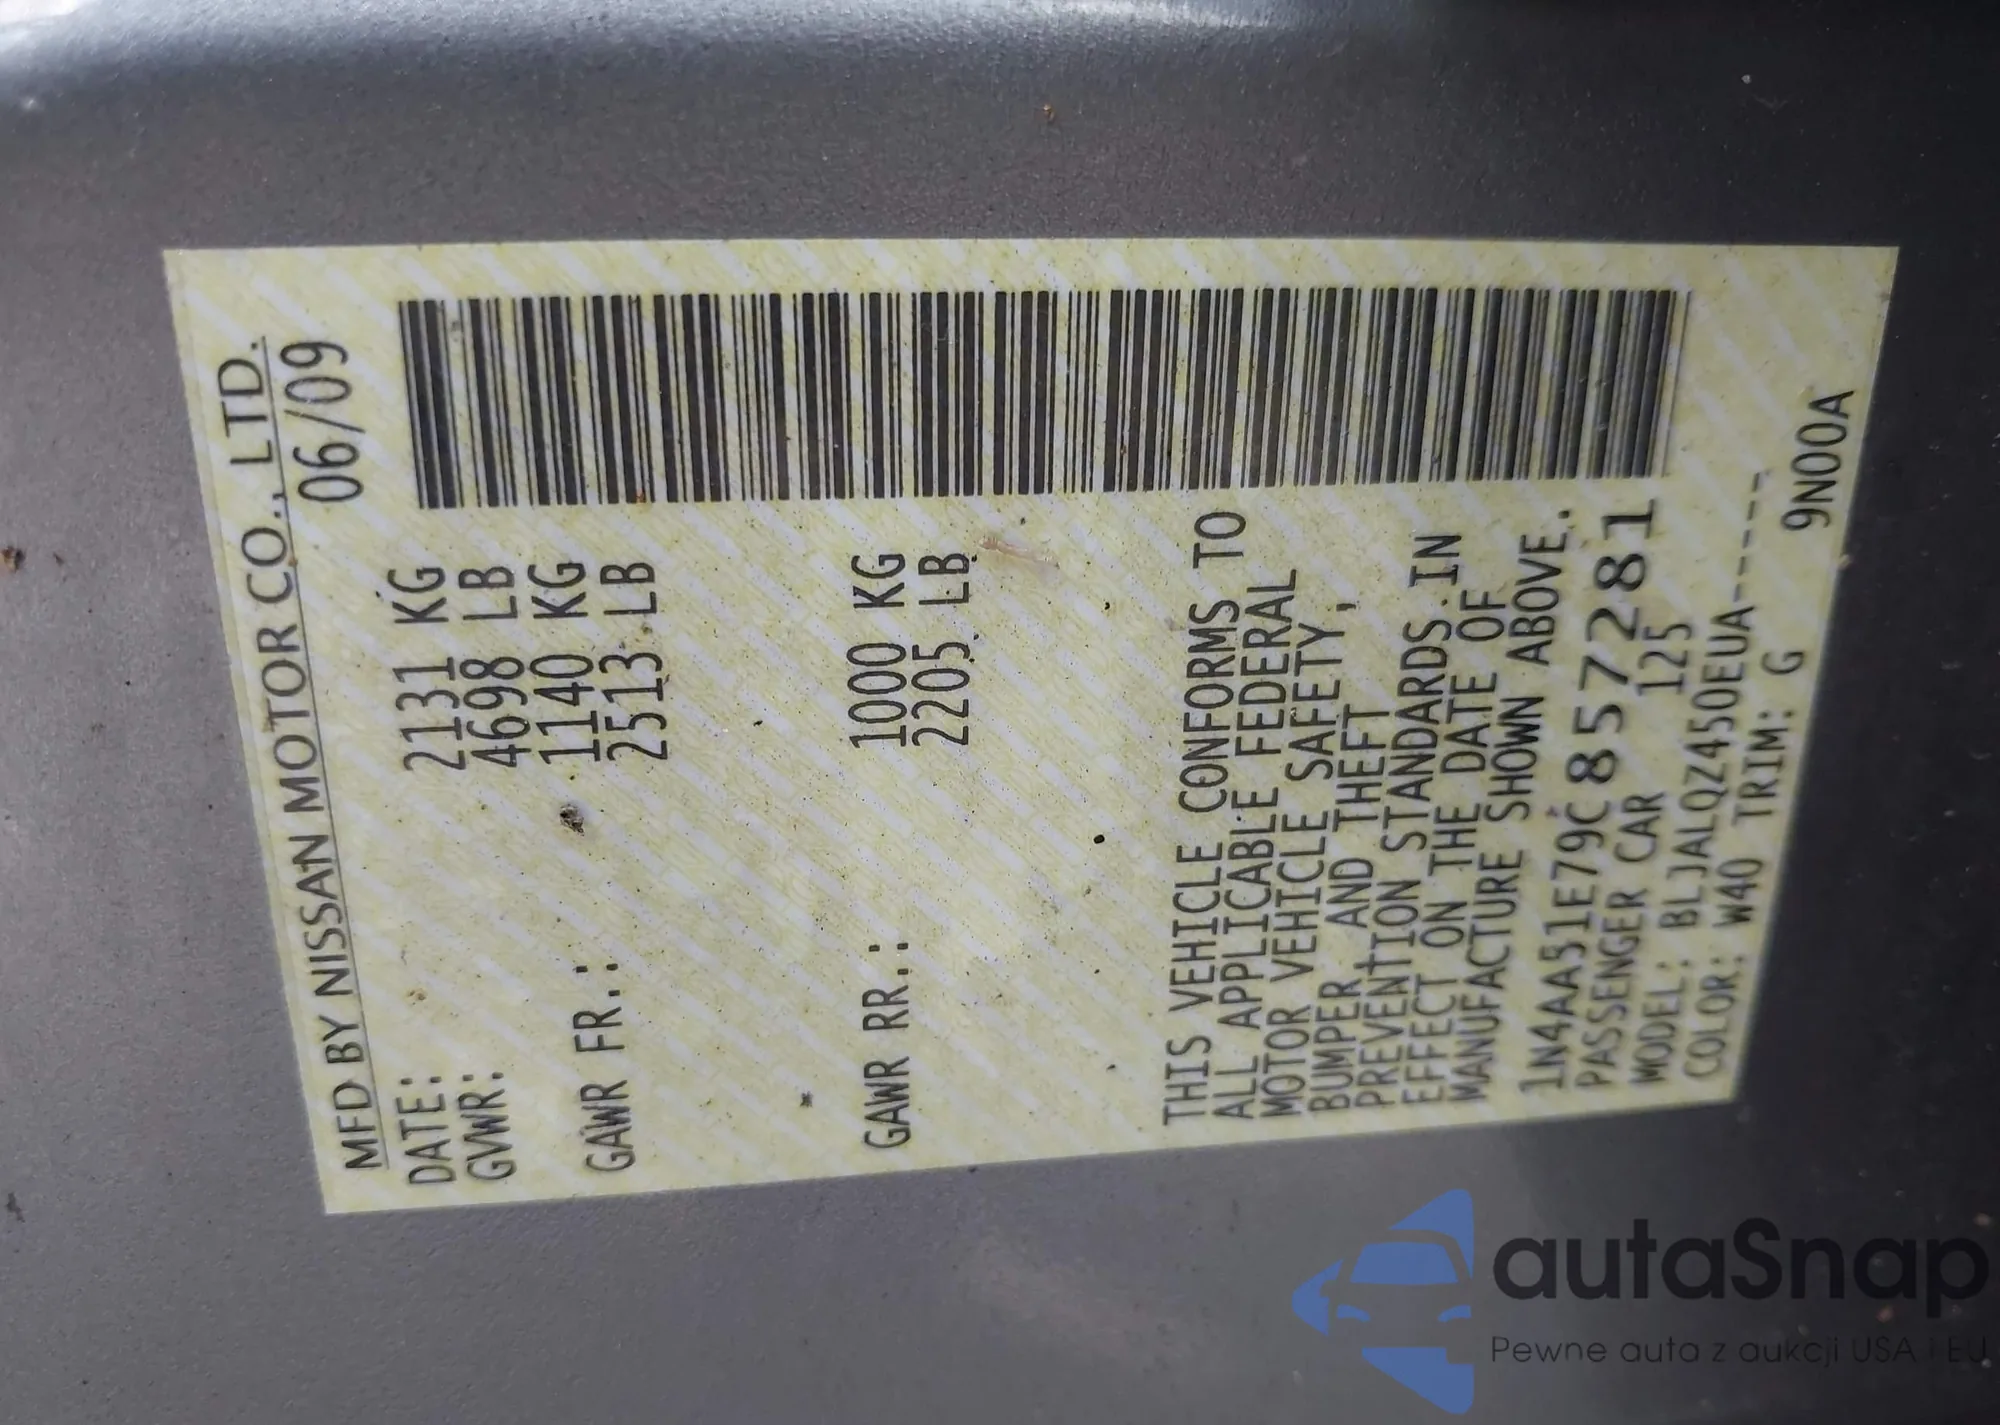 MFD BY NISSAN MOTOR CO., LTD.
DATE: 06/09
GVWR: 2131 KG
4698 LB
GAWR FR.: 1140 KG
2513 LB
GAWR RR.: 1000 KG
2205 LB
THIS VEHICLE CONFORMS TO
ALL APPLICABLE FEDERAL
MOTOR VEHICLE SAFETY,
BUMPER AND THEFT
PREVENTION STANDARDS IN
EFFECT ON THE DATE OF
MANUFACTURE SHOWN ABOVE.
1N4AA51E79C857281
PASSENGER CAR 125
MODEL: BLJALQZ450EUA-----
COLOR: W40 TRIM: G
9N00A
autaSnap
Pewne auta z aukcji USA i EU